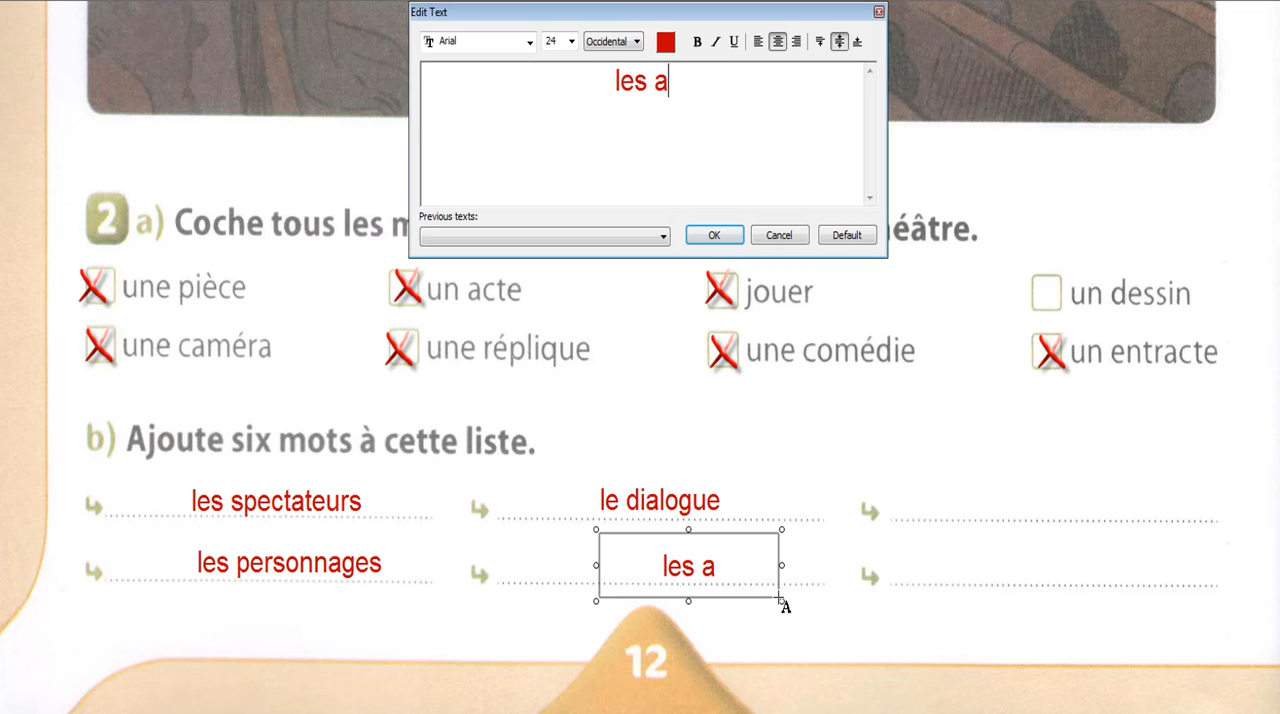 Edit Text
Arial 24 Occidental B I U
les a
Previous texts:
OK Cancel Default
2 a) Coche tous les m éâtre.
une pièce un acte jouer un dessin
une caméra une réplique une comédie un entracte
b) Ajoute six mots à cette liste.
les spectateurs le dialogue
les personnages les a
A
12